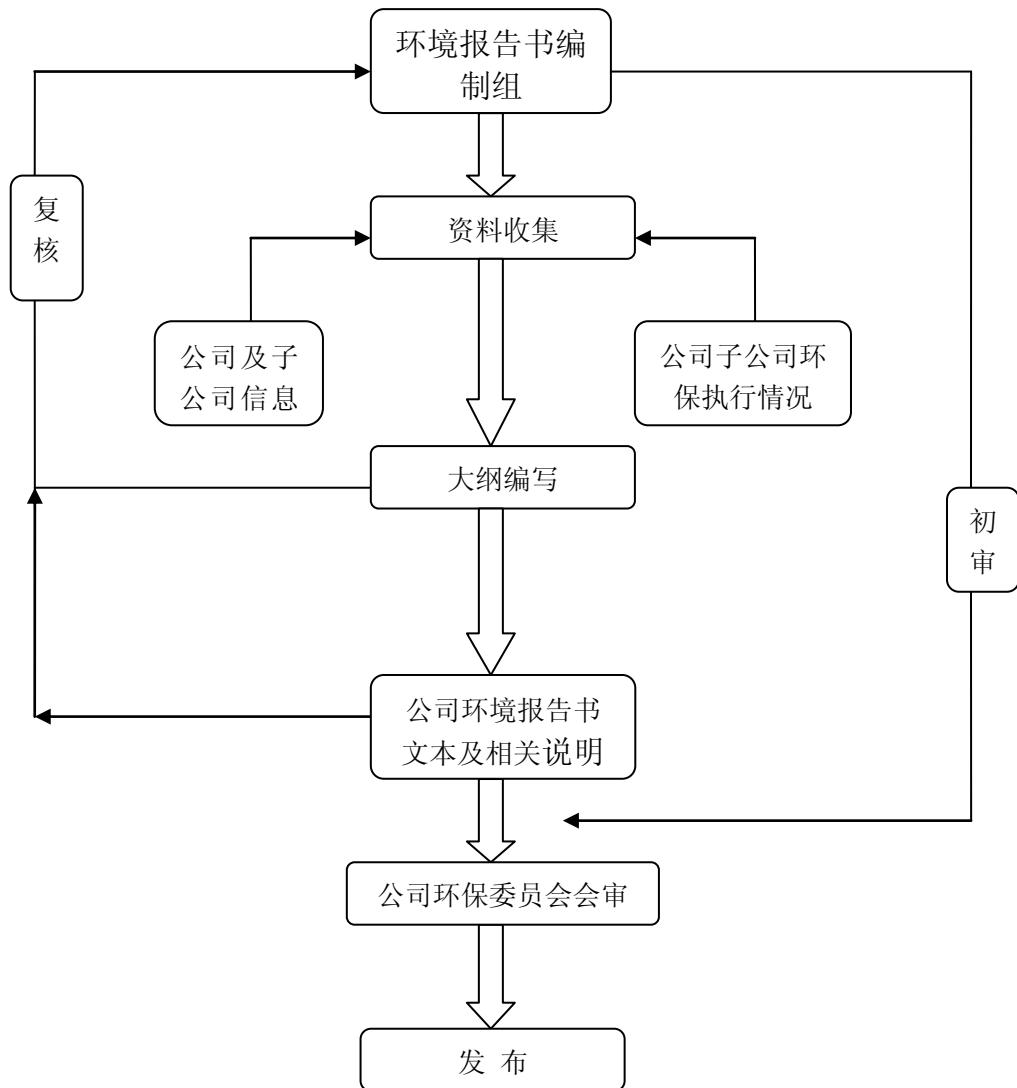 环境报告书编
制组
复
核
资料收集
公司及子
公司信息
公司子公司环
保执行情况
大纲编写
初
审
公司环境报告书
文本及相关说明
公司环保委员会会审
发 布